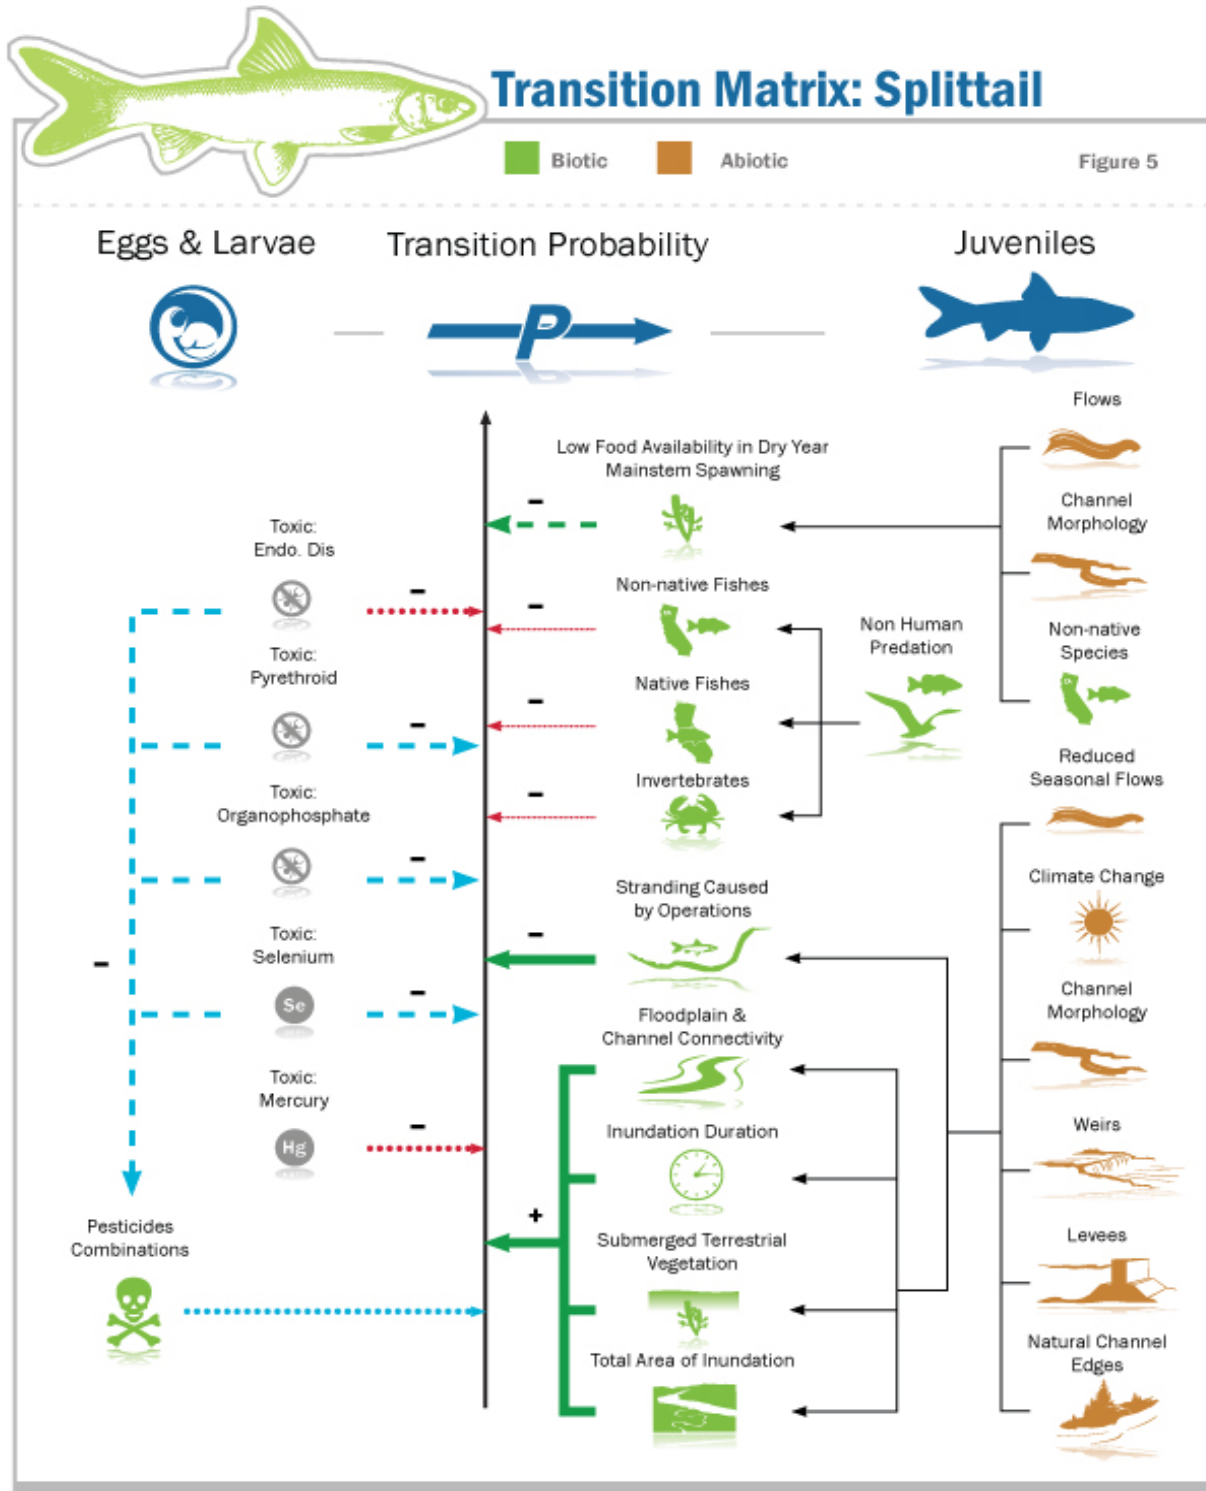 Transition Matrix: Splittail
Biotic
Abiotic
Figure 5
Eggs & Larvae
Transition Probability
Juveniles
P
Flows
Low Food Availability in Dry Year
Mainstem Spawning
-
Channel
Morphology
Toxic:
Endo. Dis
-
Non-native Fishes
-
Non Human
Predation
Non-native
Species
Toxic:
Pyrethroid
-
Native Fishes
-
Reduced
Seasonal Flows
Toxic:
Organophosphate
-
Invertebrates
-
Climate Change
Stranding Caused
by Operations
-
Toxic:
Selenium
Se
-
-
Channel
Morphology
Floodplain &
Channel Connectivity
Toxic:
Mercury
Hg
-
Inundation Duration
Weirs
+
Pesticides
Combinations
Submerged Terrestrial
Vegetation
Levees
Total Area of Inundation
Natural Channel
Edges